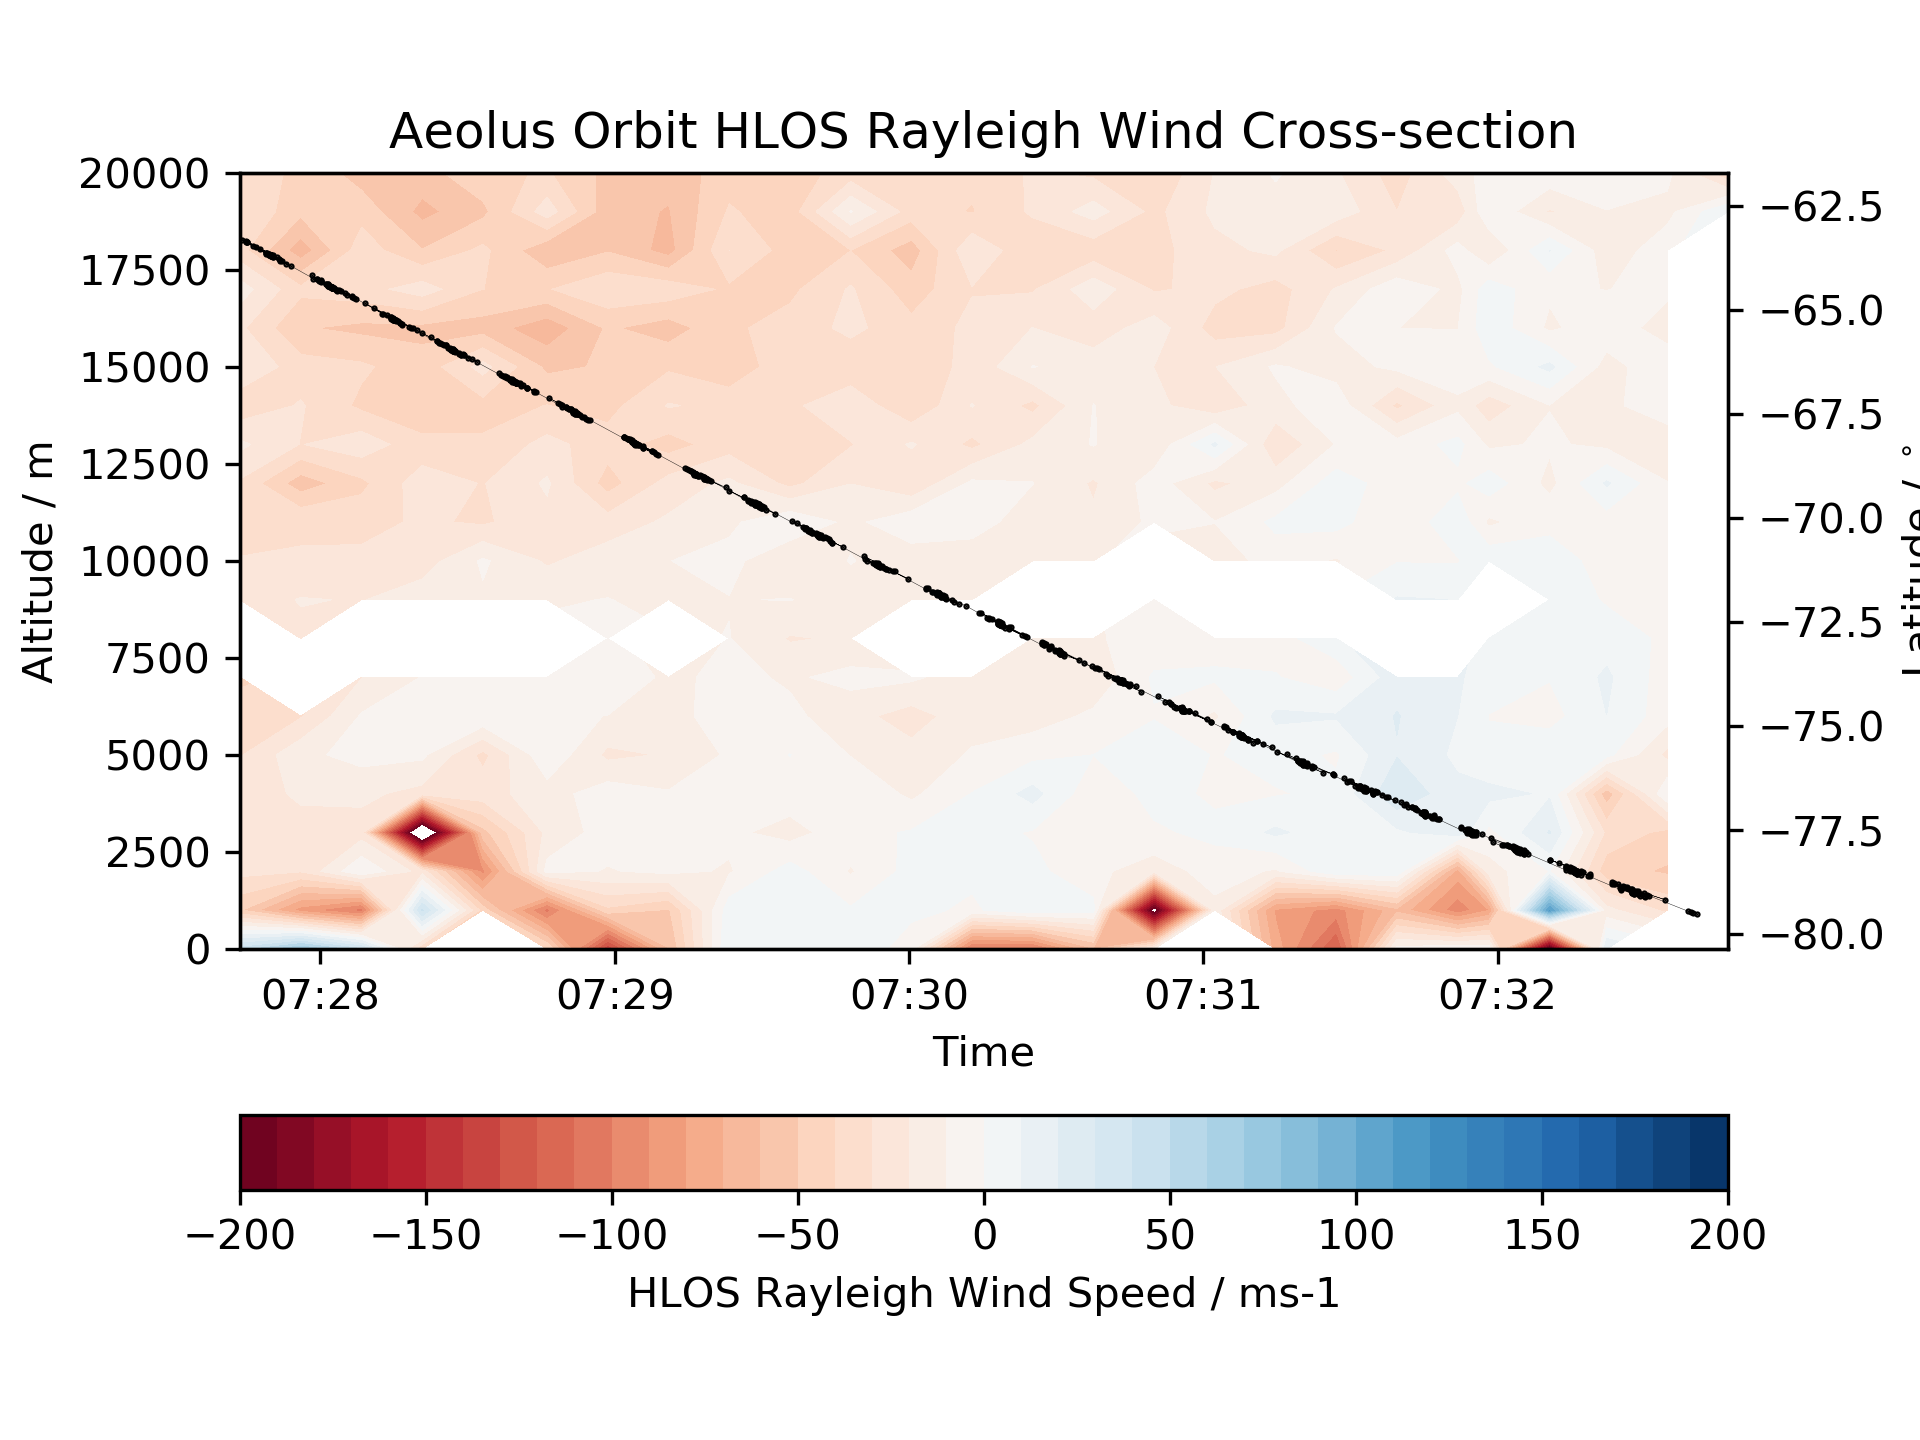 Aeolus Orbit HLOS Rayleigh Wind Cross-section
20000
17500
15000
12500
10000
7500
5000
2500
0
Altitude / m
−62.5
−65.0
−67.5
−70.0
−72.5
−75.0
−77.5
−80.0
Latitude / °
07:28 07:29 07:30 07:31 07:32
Time
−200 −150 −100 −50 0 50 100 150 200
HLOS Rayleigh Wind Speed / ms-1